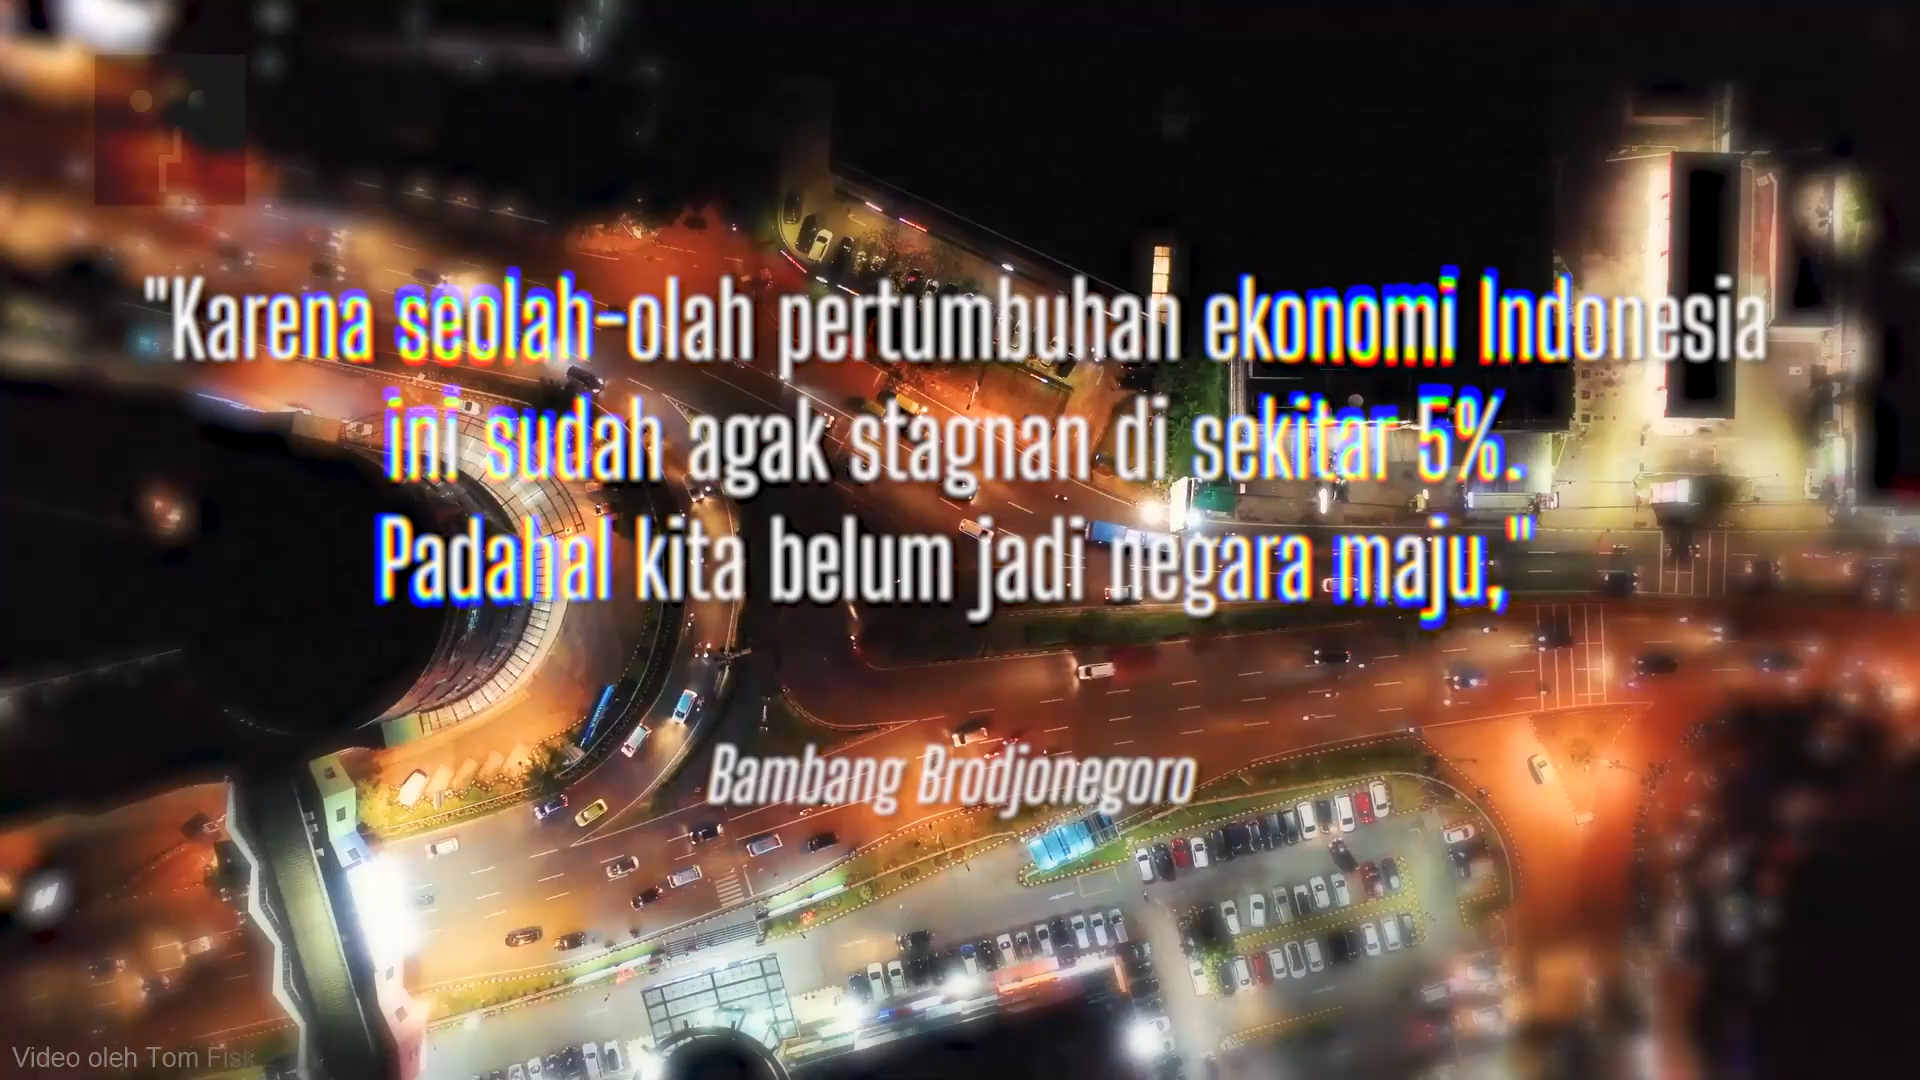 "Karena seolah-olah pertumbuhan ekonomi Indonesia
ini sudah agak stagnan di sekitar 5%.
Padahal kita belum jadi negara maju,"
Bambang Brodjonegoro
Video oleh Tom Fisk